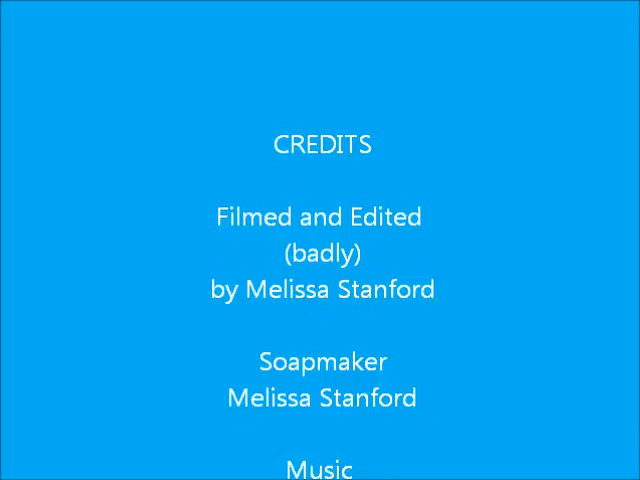 CREDITS
Filmed and Edited
(badly)
by Melissa Stanford
Soapmaker
Melissa Stanford
Music